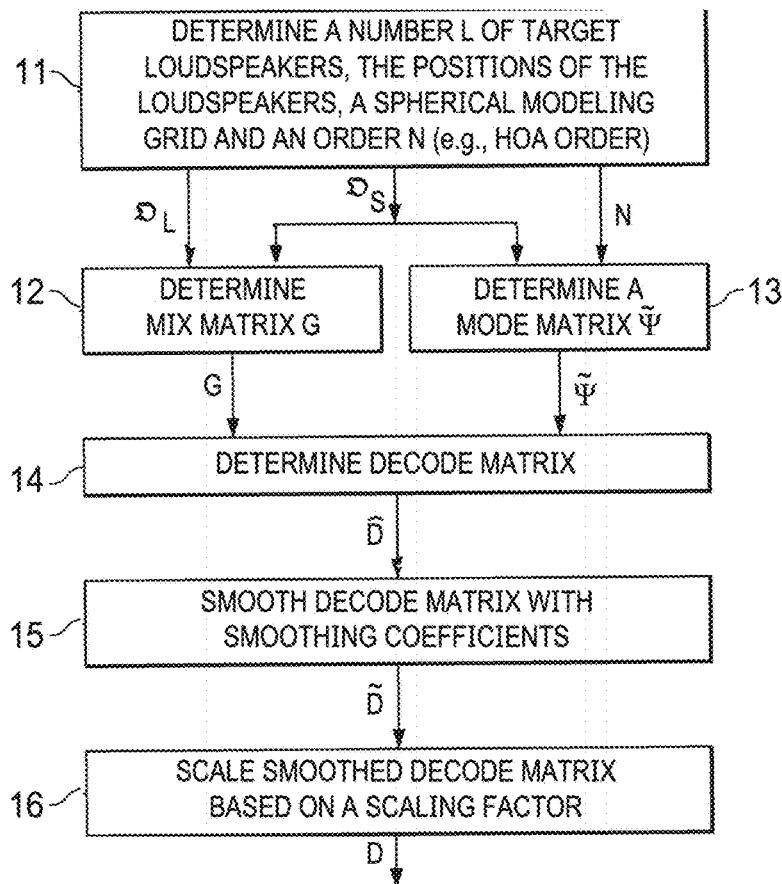 11
DETERMINE A NUMBER L OF TARGET
LOUDSPEAKERS, THE POSITIONS OF THE
LOUDSPEAKERS, A SPHERICAL MODELING
GRID AND AN ORDER N (e.g., HOA ORDER)
𝔇L
𝔇S
N
12
DETERMINE
MIX MATRIX G
DETERMINE A
MODE MATRIX Ψ̃
13
G
Ψ̃
14
DETERMINE DECODE MATRIX
D̂
15
SMOOTH DECODE MATRIX WITH
SMOOTHING COEFFICIENTS
D̃
16
SCALE SMOOTHED DECODE MATRIX
BASED ON A SCALING FACTOR
D